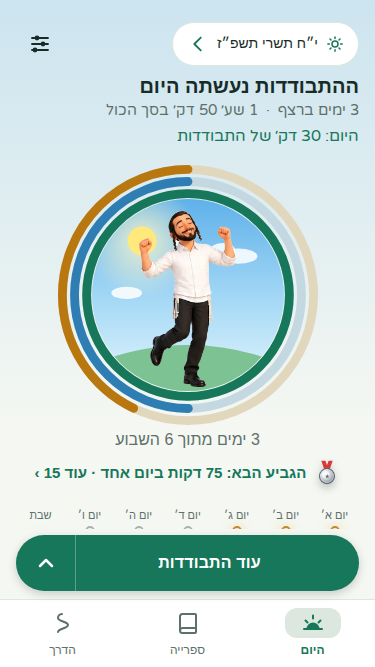 י״ח תשרי תשפ״ז
ההתבודדות נעשתה היום
3 ימים ברצף · 1 שע׳ 50 דק׳ בסך הכול
היום: 30 דק׳ של התבודדות
3 ימים מתוך 6 השבוע
הגביע הבא: 75 דקות ביום אחד · עוד 15 ›
יום א׳ יום ב׳ יום ג׳ יום ד׳ יום ה׳ יום ו׳ שבת
עוד התבודדות
היום ספרייה הדרך